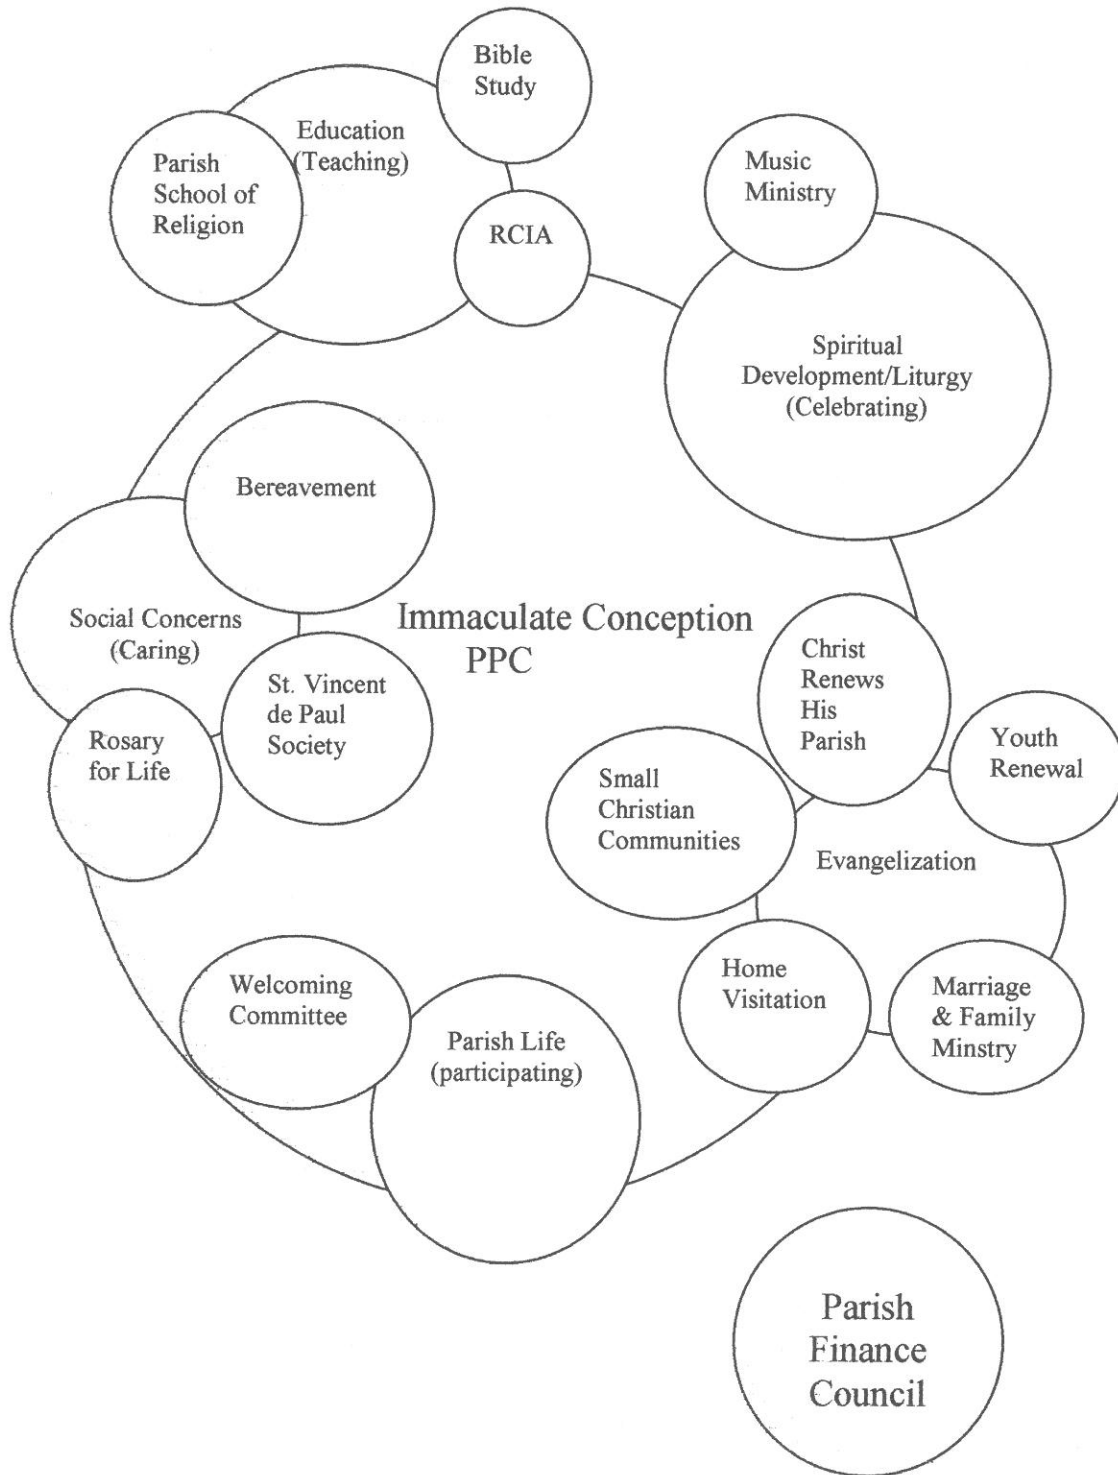 Bible
Study
Education
(Teaching)
Parish
School of
Religion
RCIA
Music
Ministry
Spiritual
Development/Liturgy
(Celebrating)
Bereavement
Social Concerns
(Caring)
Immaculate Conception
PPC
St. Vincent
de Paul
Society
Rosary
for Life
Christ
Renews
His
Parish
Youth
Renewal
Small
Christian
Communities
Evangelization
Home
Visitation
Marriage
& Family
Minstry
Welcoming
Committee
Parish Life
(participating)
Parish
Finance
Council